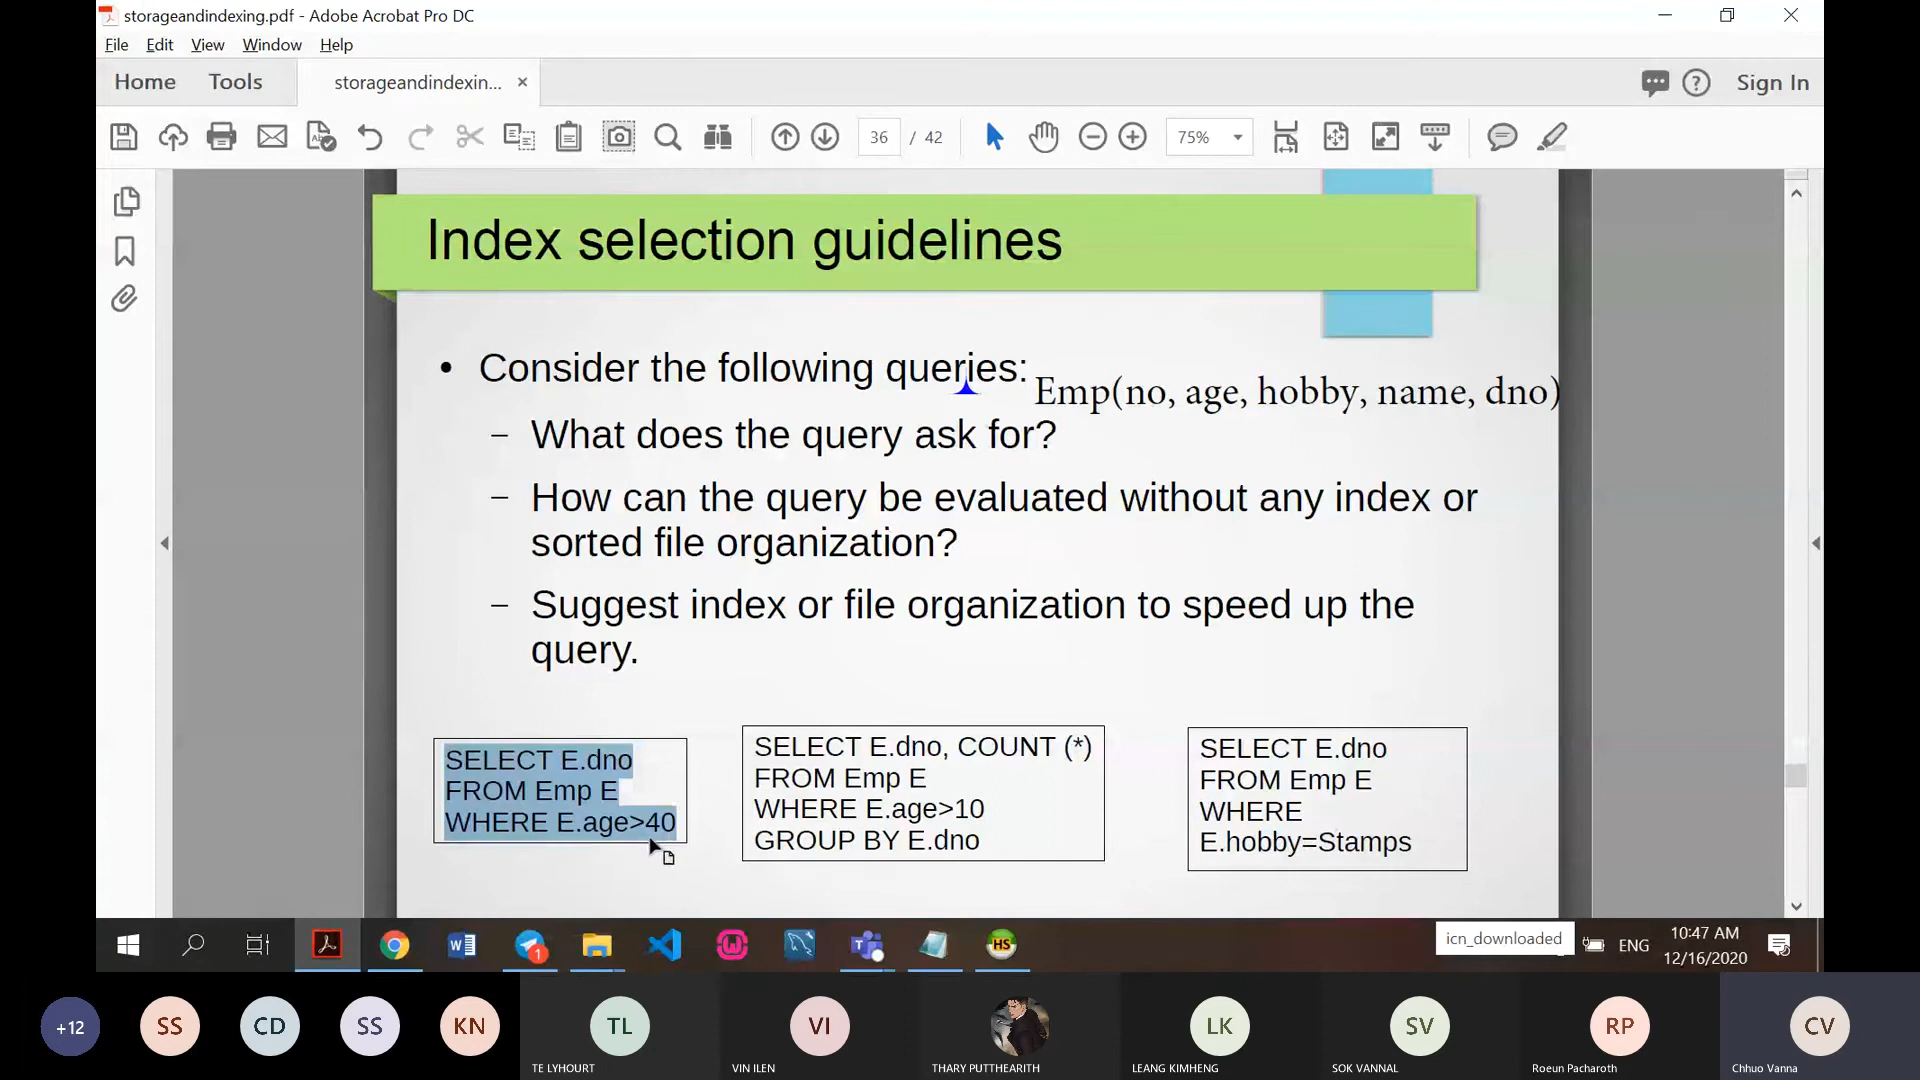 storageandindexing.pdf - Adobe Acrobat Pro DC
File Edit View Window Help
Home Tools storageandindexin... × Sign In
36 / 42 75%
Index selection guidelines
• Consider the following queries:
Emp(no, age, hobby, name, dno)
– What does the query ask for?
– How can the query be evaluated without any index or
sorted file organization?
– Suggest index or file organization to speed up the
query.
SELECT E.dno
FROM Emp E
WHERE E.age>40
SELECT E.dno, COUNT (*)
FROM Emp E
WHERE E.age>10
GROUP BY E.dno
SELECT E.dno
FROM Emp E
WHERE
E.hobby=Stamps
icn_downloaded
ENG
10:47 AM
12/16/2020
1
HS
+12 SS CD SS KN TL VI LK SV RP CV
TE LYHOURT VIN ILEN THARY PUTTHEARITH LEANG KIMHENG SOK VANNAL Roeun Pacharoth Chhuo Vanna